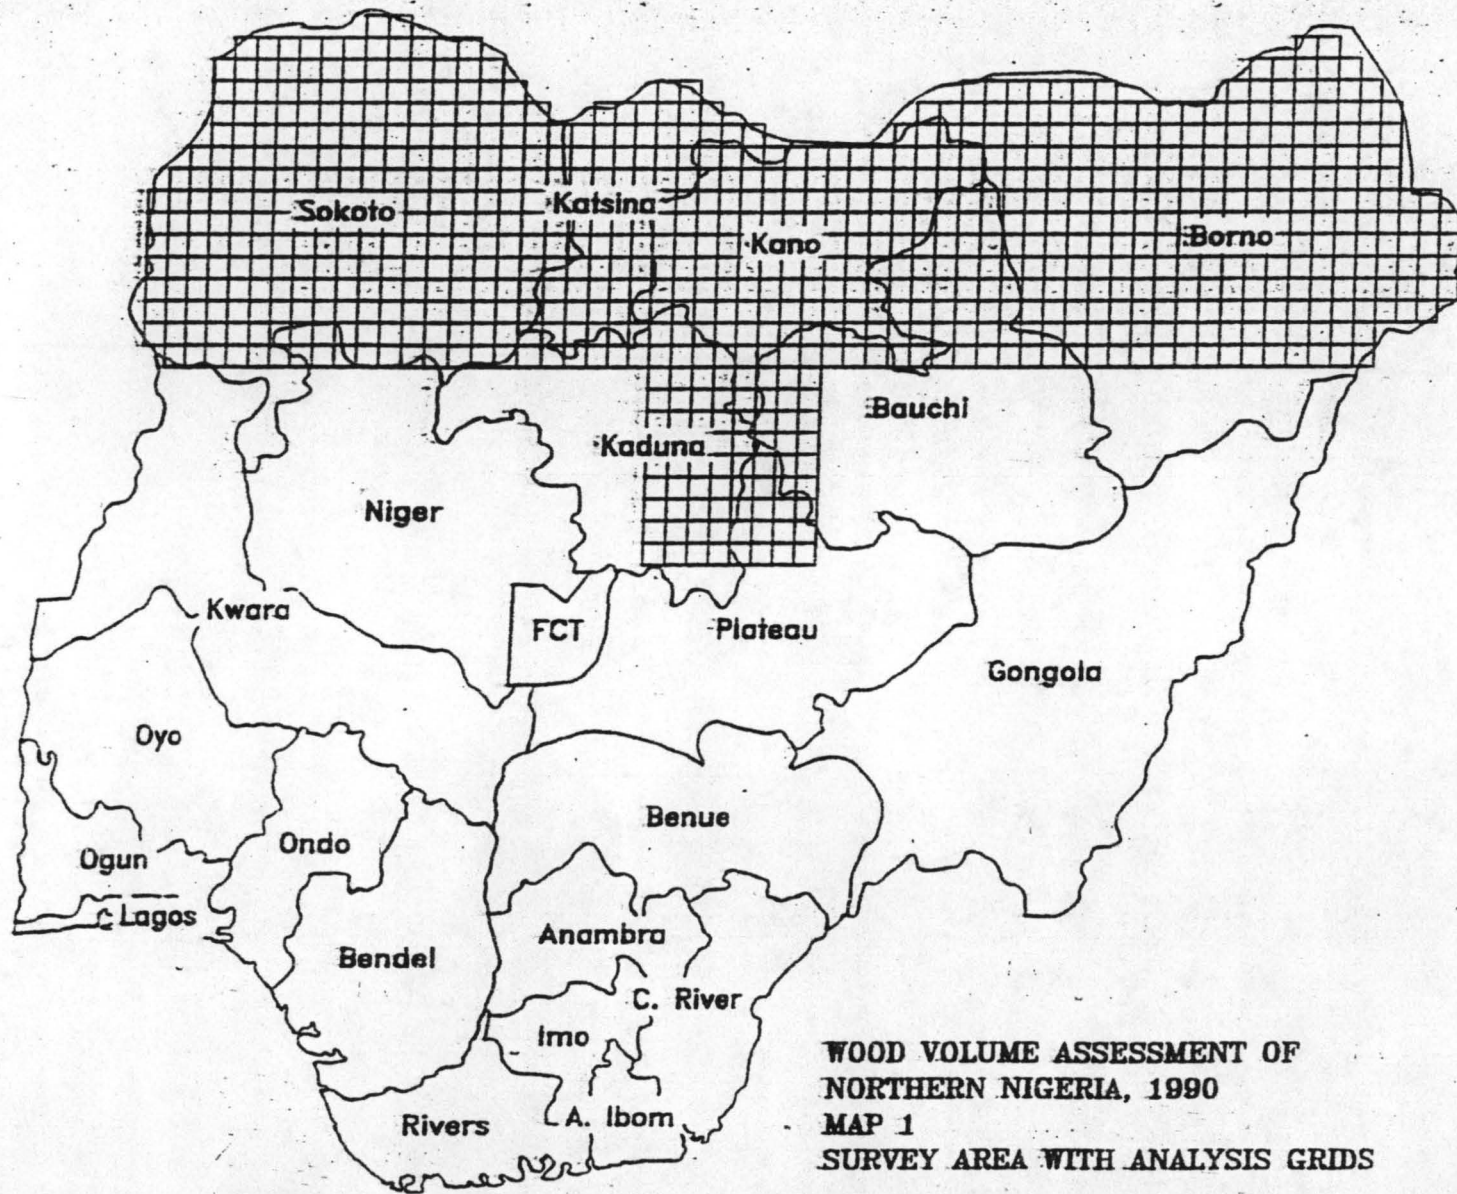 Sokoto
Katsina
Kano
Borno
Bauchi
Kaduna
Niger
Kwara
FCT
Plateau
Gongola
Oyo
Benue
Ondo
Ogun
Lagos
Anambra
Bendel
C. River
Imo
A. Ibom
Rivers
WOOD VOLUME ASSESSMENT OF
NORTHERN NIGERIA, 1990
MAP 1
SURVEY AREA WITH ANALYSIS GRIDS